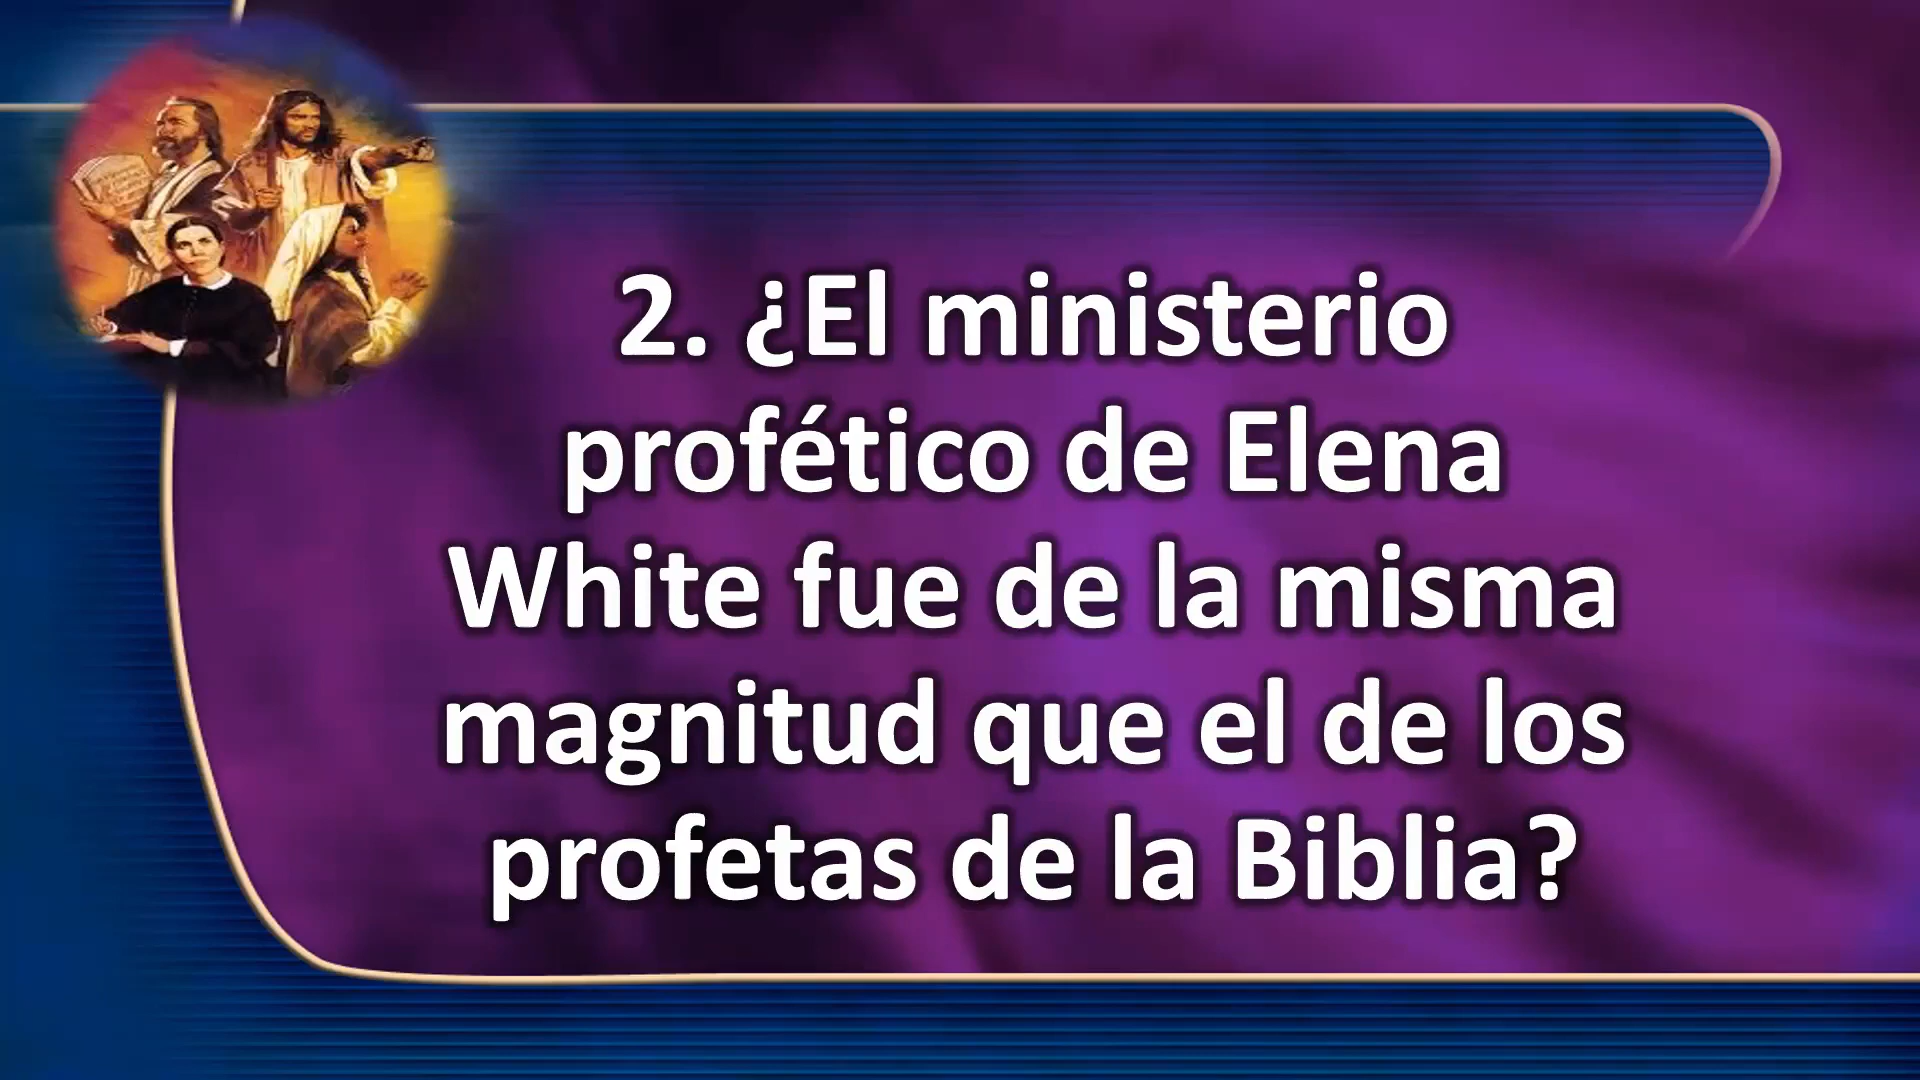 2. ¿El ministerio
profético de Elena
White fue de la misma
magnitud que el de los
profetas de la Biblia?